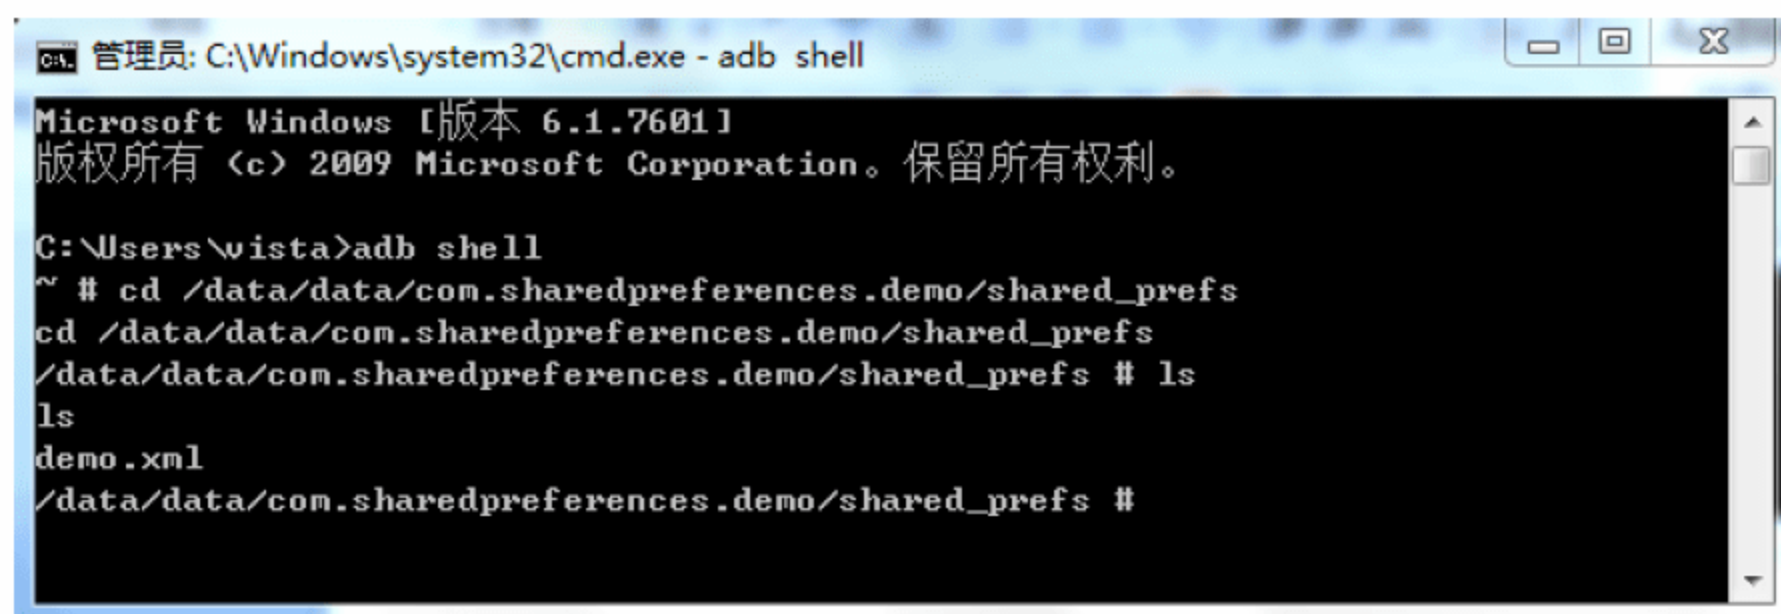 管理员: C:\Windows\system32\cmd.exe - adb  shell
Microsoft Windows [版本 6.1.7601]
版权所有 (c) 2009 Microsoft Corporation。保留所有权利。
C:\Users\vista>adb shell
~ # cd /data/data/com.sharedpreferences.demo/shared_prefs
cd /data/data/com.sharedpreferences.demo/shared_prefs
/data/data/com.sharedpreferences.demo/shared_prefs # ls
ls
demo.xml
/data/data/com.sharedpreferences.demo/shared_prefs #